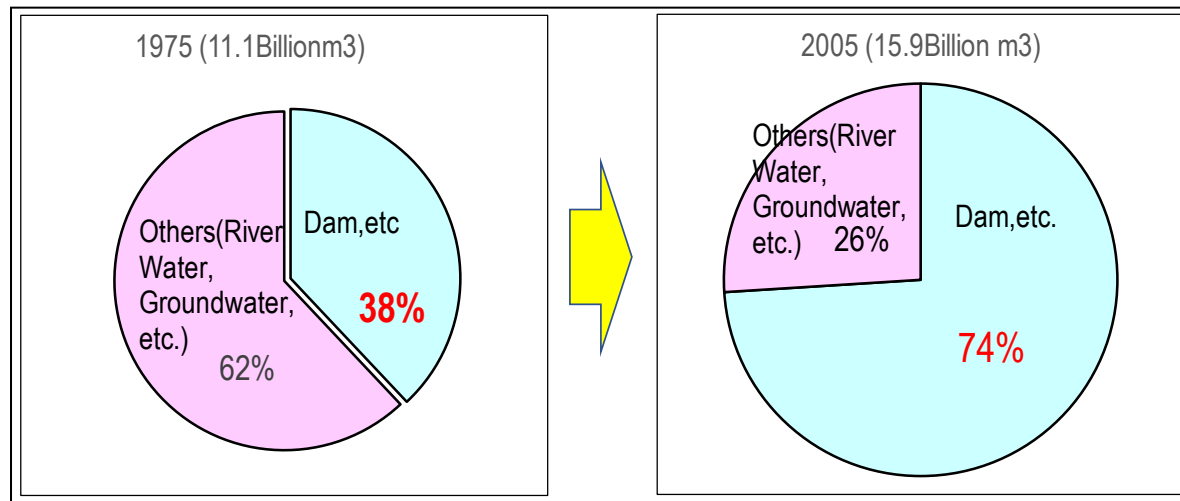 1975 (11.1Billionm3)
Others(River
Water,
Groundwater,
etc.)
62%
Dam,etc
38%
2005 (15.9Billion m3)
Others(River
Water,
Groundwater,
etc.) 26%
Dam,etc.
74%